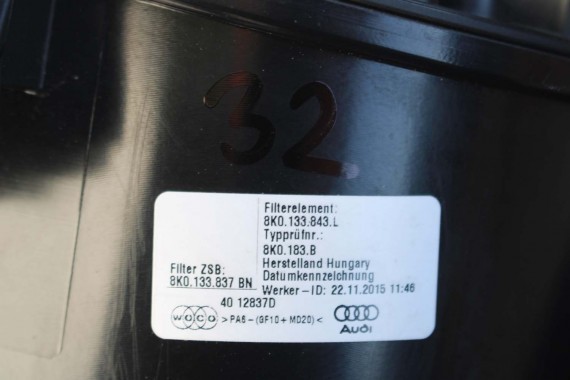 32
Filterelement:
8K0.133.843.L
Typprüfnr.:
8K0.183.B
Herstelland Hungary
Datumkennzeichnung
Filter ZSB:
8K0.133.837 BN
Werker - ID: 22.11.2015 11:46
40 12837D
WOCO >PA6-(GF10+MD20)<
Audi